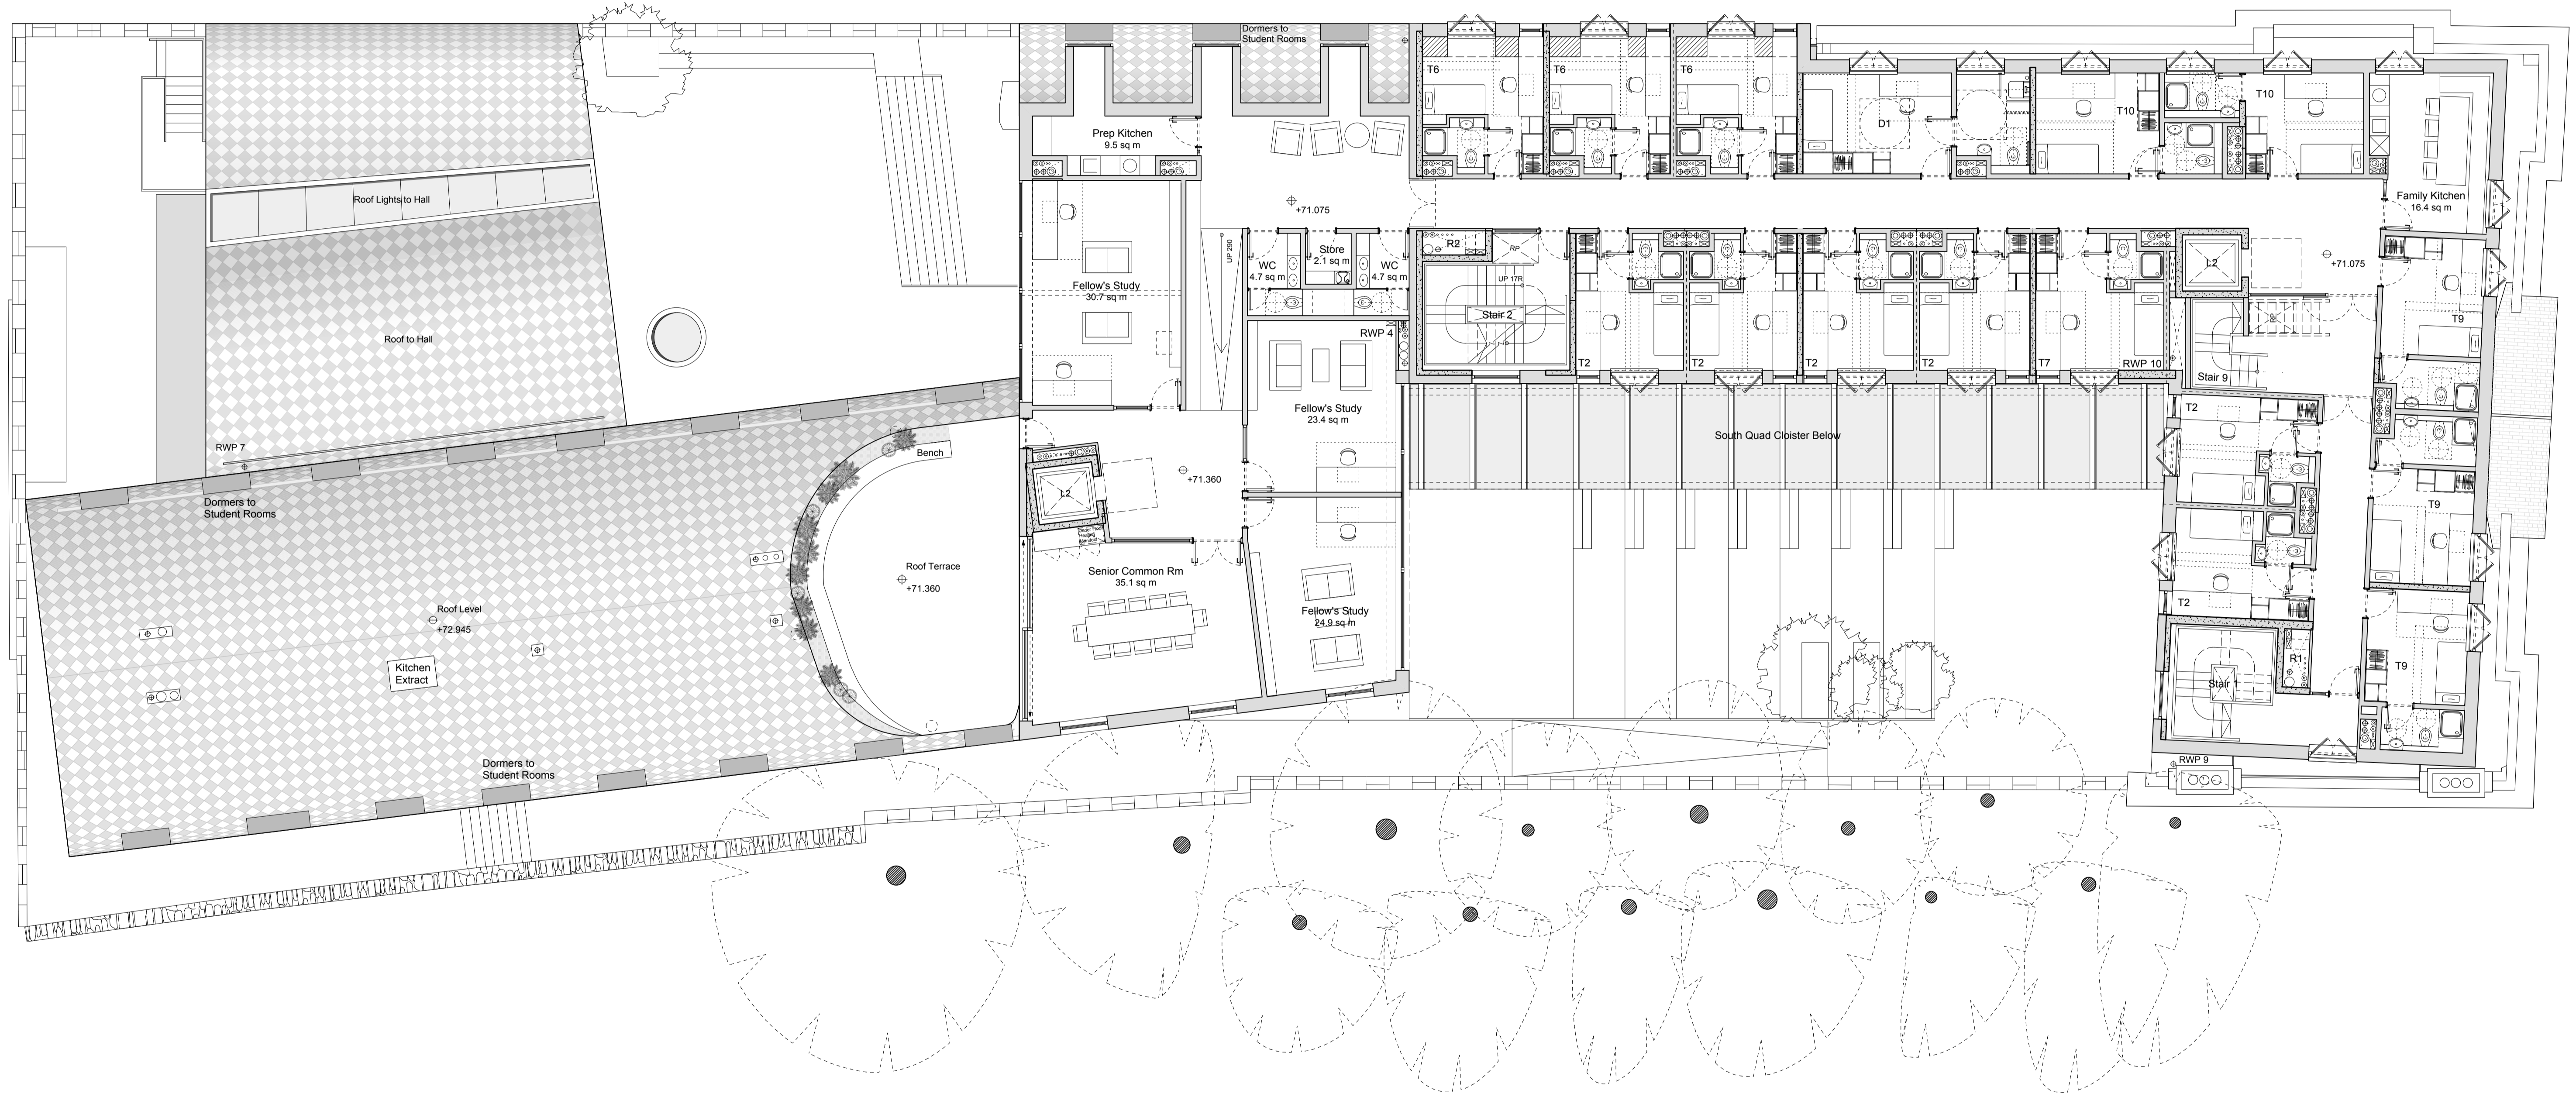 Dormers to
Student Rooms
T6
T6
T6
Prep Kitchen
9.5 sq m
D1
T10
T10
Family Kitchen
16.4 sq m
Roof Lights to Hall
+71.075
UP 290
WC
4.7 sq m
Store
2.1 sq m
WC
4.7 sq m
R2
RP
UP 17R
Stair 2
L2
+71.075
Fellow's Study
30.7 sq m
Roof to Hall
RWP 4
T2
T2
T2
T2
T7
RWP 10
Stair 9
T9
Fellow's Study
23.4 sq m
T2
South Quad Cloister Below
RWP 7
Bench
Dormers to
Student Rooms
L2
+71.360
T9
Roof Terrace
+71.360
Senior Common Rm
35.1 sq m
Fellow's Study
24.9 sq m
T2
Roof Level
+72.945
Kitchen
Extract
R1
Stair 1
T9
Dormers to
Student Rooms
RWP 9